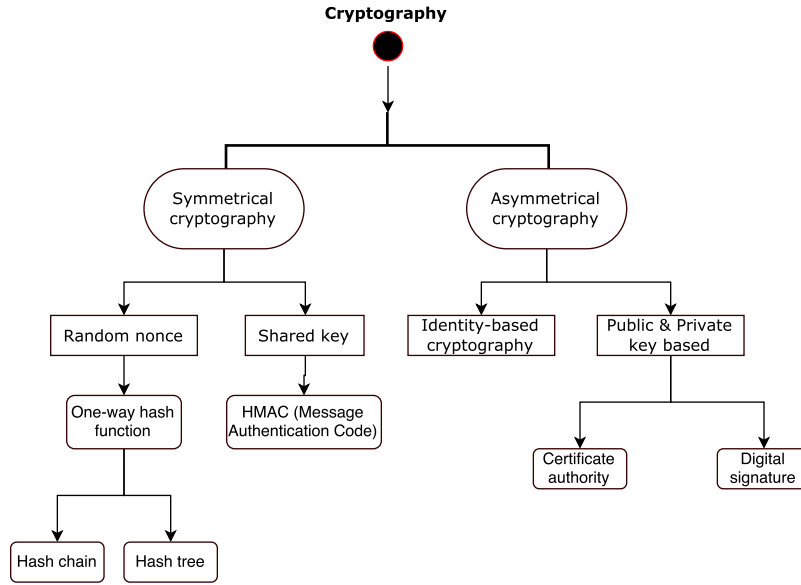 Cryptography
Symmetrical
cryptography
Asymmetrical
cryptography
Random nonce
Shared key
Identity-based
cryptography
Public & Private
key based
One-way hash
function
HMAC (Message
Authentication Code)
Certificate
authority
Digital
signature
Hash chain
Hash tree